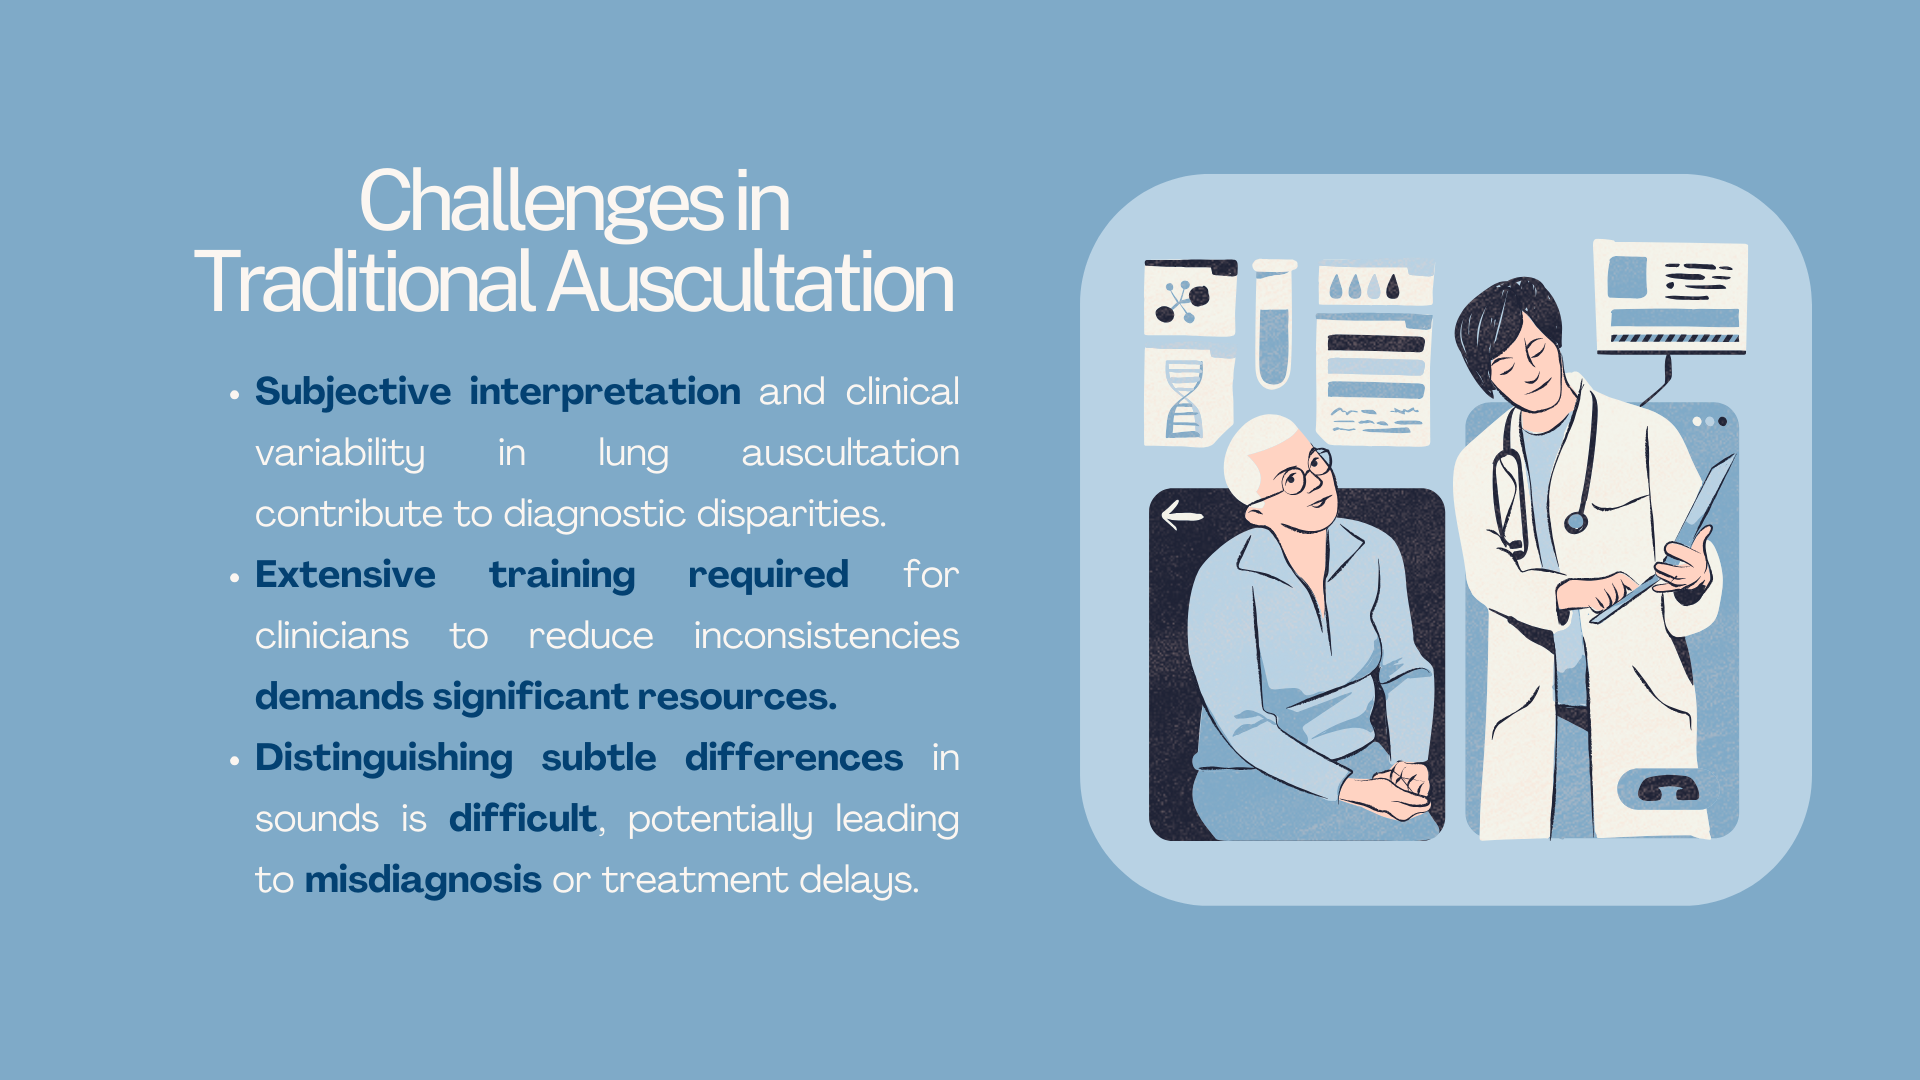 Challenges in
Traditional Auscultation
• Subjective interpretation and clinical
variability in lung auscultation
contribute to diagnostic disparities.
• Extensive training required for
clinicians to reduce inconsistencies
demands significant resources.
• Distinguishing subtle differences in
sounds is difficult, potentially leading
to misdiagnosis or treatment delays.